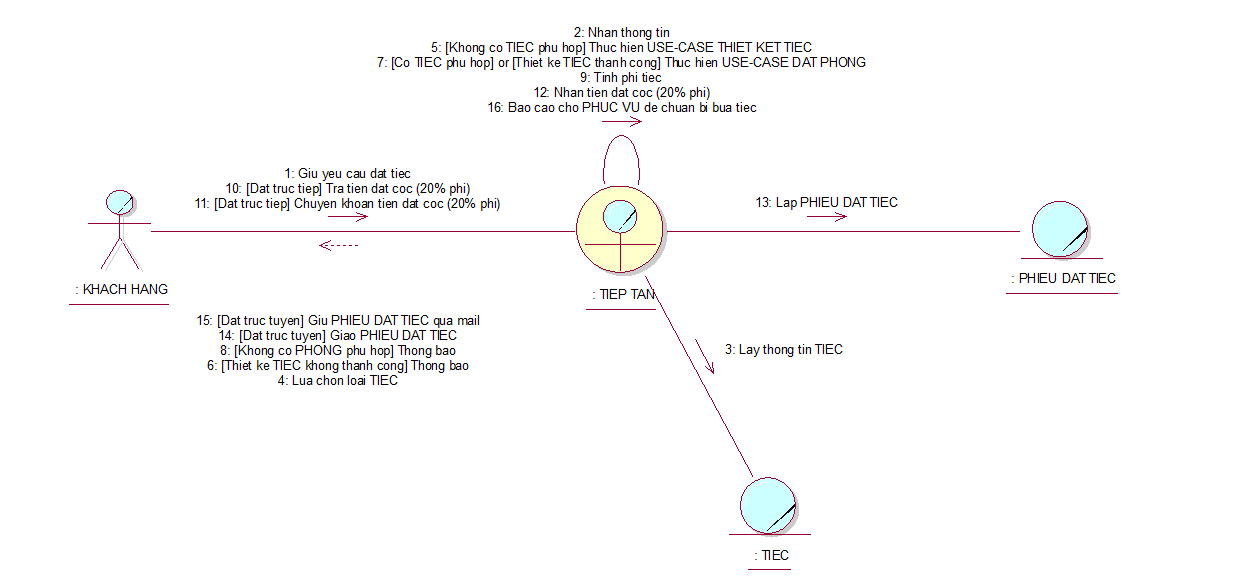 2: Nhan thong tin
5: [Khong co TIEC phu hop] Thuc hien USE-CASE THIET KET TIEC
7: [Co TIEC phu hop] or [Thiet ke TIEC thanh cong] Thuc hien USE-CASE DAT PHONG
9: Tinh phi tiec
12: Nhan tien dat coc (20% phi)
16: Bao cao cho PHUC VU de chuan bi bua tiec
1: Giu yeu cau dat tiec
10: [Dat truc tiep] Tra tien dat coc (20% phi)
11: [Dat truc tiep] Chuyen khoan tien dat coc (20% phi)
13: Lap PHIEU DAT TIEC
: KHACH HANG
: TIEP TAN
: PHIEU DAT TIEC
15: [Dat truc tuyen] Giu PHIEU DAT TIEC qua mail
14: [Dat truc tuyen] Giao PHIEU DAT TIEC
8: [Khong co PHONG phu hop] Thong bao
6: [Thiet ke TIEC khong thanh cong] Thong bao
4: Lua chon loai TIEC
3: Lay thong tin TIEC
: TIEC